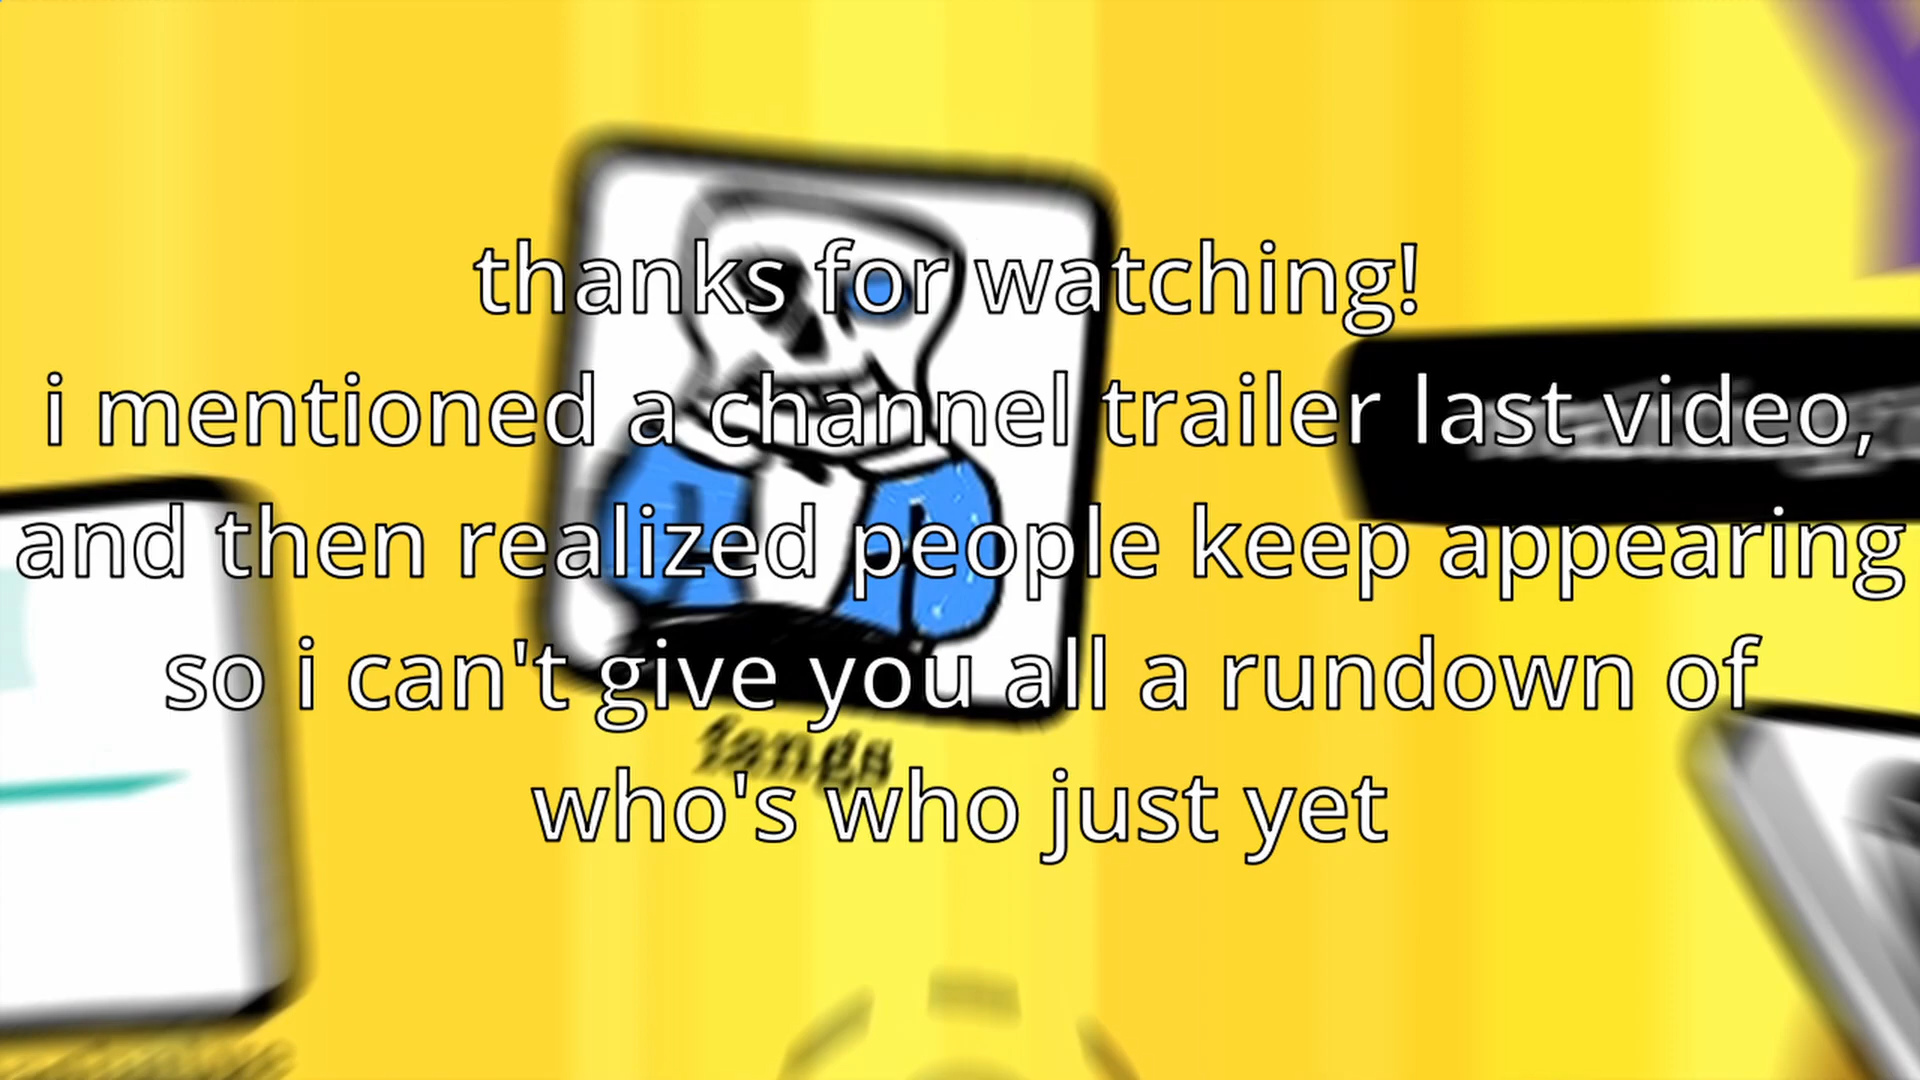 thanks for watching!
i mentioned a channel trailer last video,
and then realized people keep appearing
so i can't give you all a rundown of
fangs
who's who just yet